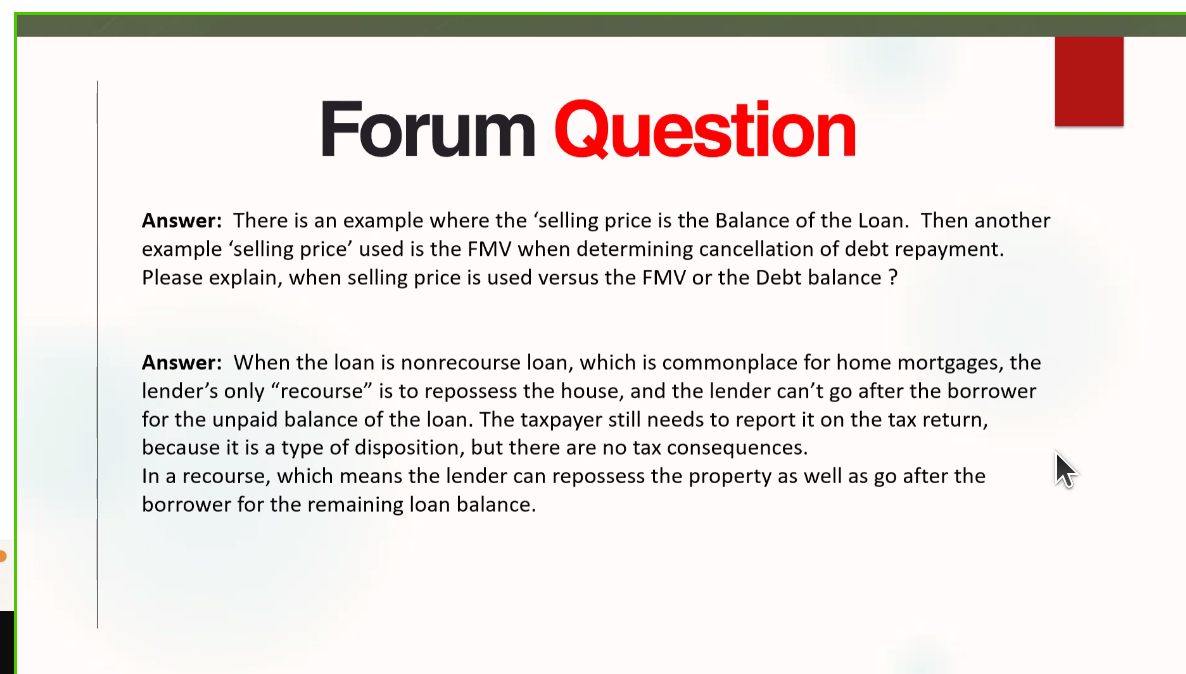 Forum Question
Answer:  There is an example where the ‘selling price is the Balance of the Loan.  Then another
example ‘selling price’ used is the FMV when determining cancellation of debt repayment.
Please explain, when selling price is used versus the FMV or the Debt balance ?
Answer:  When the loan is nonrecourse loan, which is commonplace for home mortgages, the
lender’s only “recourse” is to repossess the house, and the lender can’t go after the borrower
for the unpaid balance of the loan. The taxpayer still needs to report it on the tax return,
because it is a type of disposition, but there are no tax consequences.
In a recourse, which means the lender can repossess the property as well as go after the
borrower for the remaining loan balance.